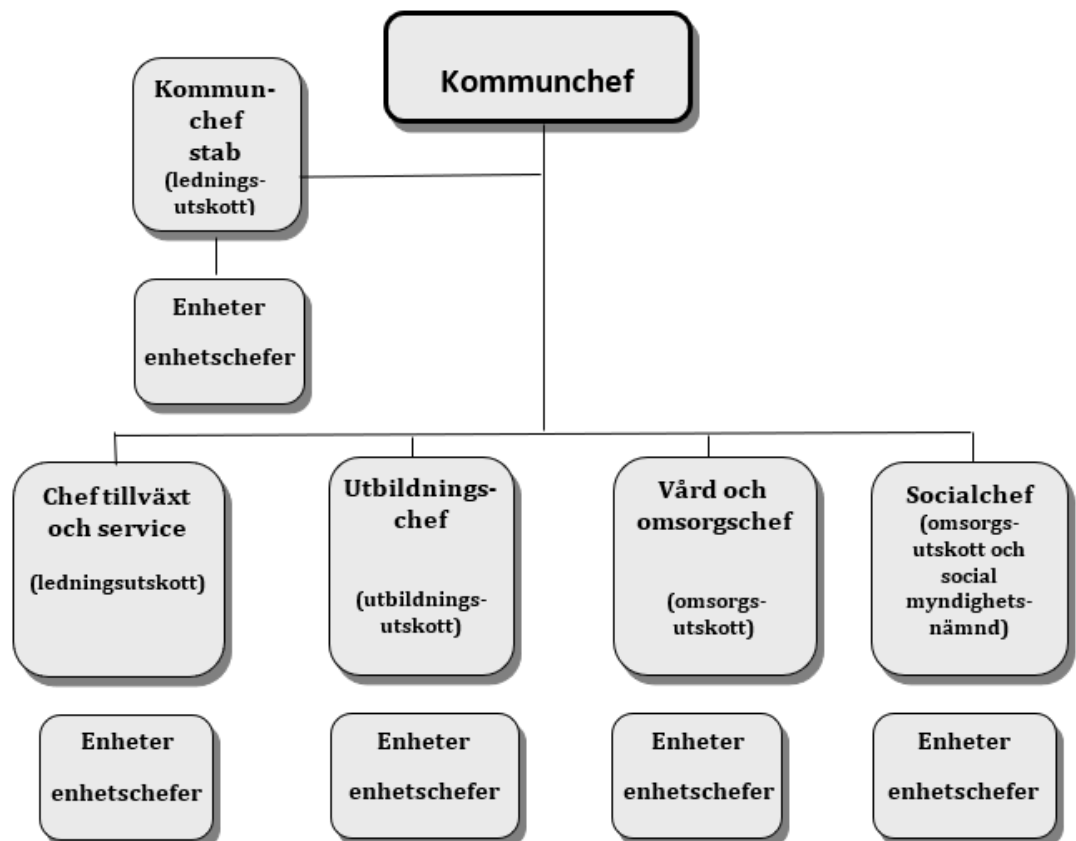 Kommunchef
Kommun-
chef
stab
(lednings-
utskott)
Enheter
enhetschefer
Chef tillväxt
och service
(ledningsutskott)
Utbildnings-
chef
(utbildnings-
utskott)
Vård och
omsorgschef
(omsorgs-
utskott)
Socialchef
(omsorgs-
utskott och
social
myndighets-
nämnd)
Enheter
enhetschefer
Enheter
enhetschefer
Enheter
enhetschefer
Enheter
enhetschefer